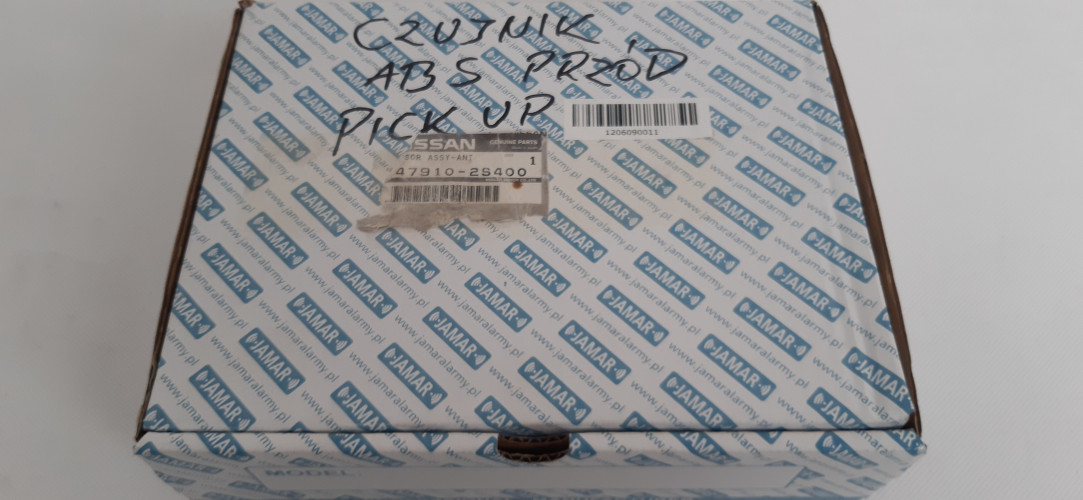 CZUJNIK
ABS PRZÓD
PICK UP
1206090011
SSAN GENUINE PARTS
SOR ASSY-ANT 1
47910-2S400
JAMAR
www.jamaralarmy.pl
MODEL